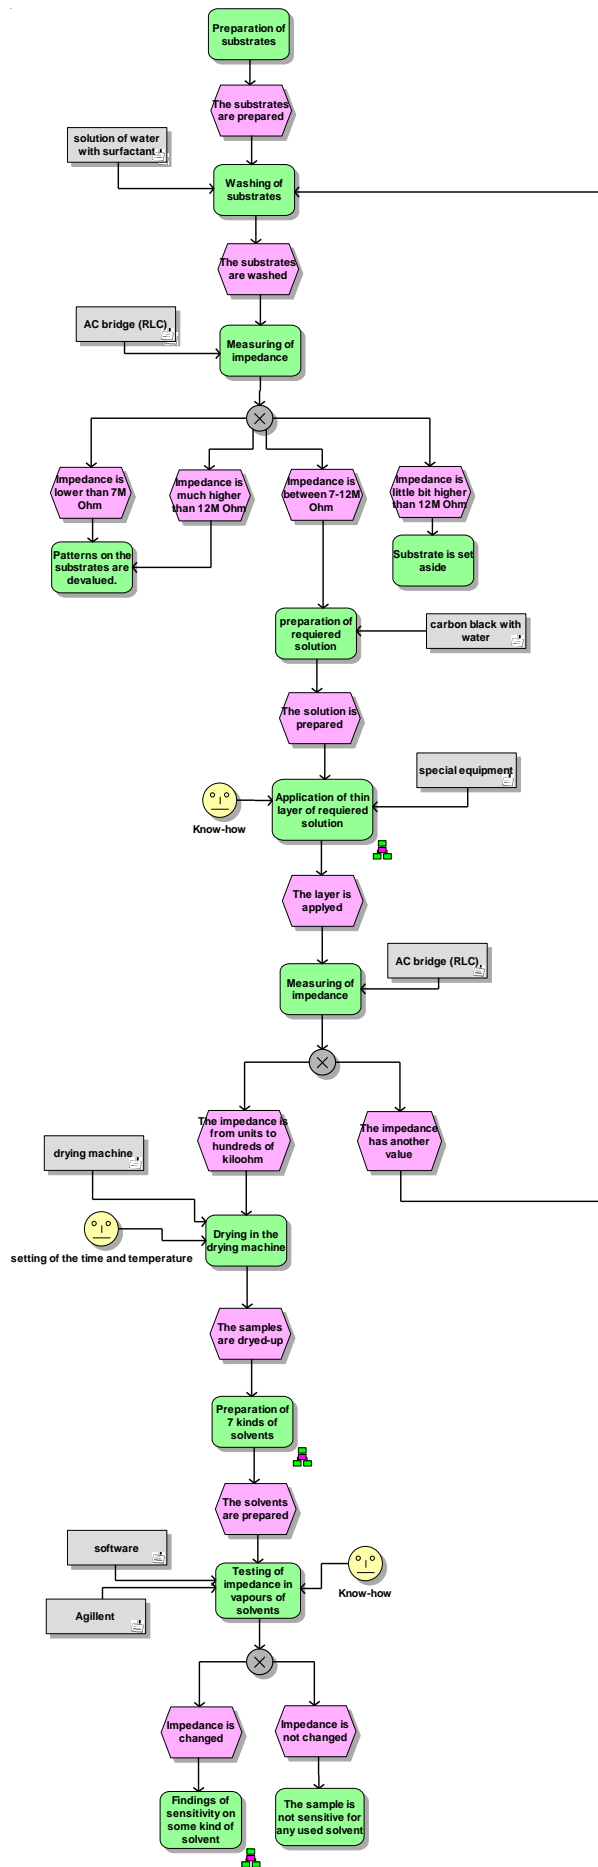 Preparation of
substrates
The substrates
are prepared
solution of water
with surfactant
Washing of
substrates
The substrates
are washed
AC bridge (RLC)
Measuring of
impedance
Impedance is
lower than 7M
Ohm
Impedance is
much higher
than 12M Ohm
Impedance is
between 7-12M
Ohm
Impedance is
little bit higher
than 12M Ohm
Patterns on the
substrates are
devalued.
Substrate is set
aside
preparation of
requiered
solution
carbon black with
water
The solution is
prepared
special equipment
Application of thin
layer of requiered
solution
Know-how
The layer is
applyed
AC bridge (RLC)
Measuring of
impedance
The impedance is
from units to
hundreds of
kiloohm
The impedance
has another
value
drying machine
Drying in the
drying machine
setting of the time and temperature
The samples
are dryed-up
Preparation of
7 kinds of
solvents
The solvents
are prepared
software
Testing of
impedance in
vapours of
solvents
Know-how
Agillent
Impedance is
changed
Impedance is
not changed
Findings of
sensitivity on
some kind of
solvent
The sample is
not sensitive for
any used solvent